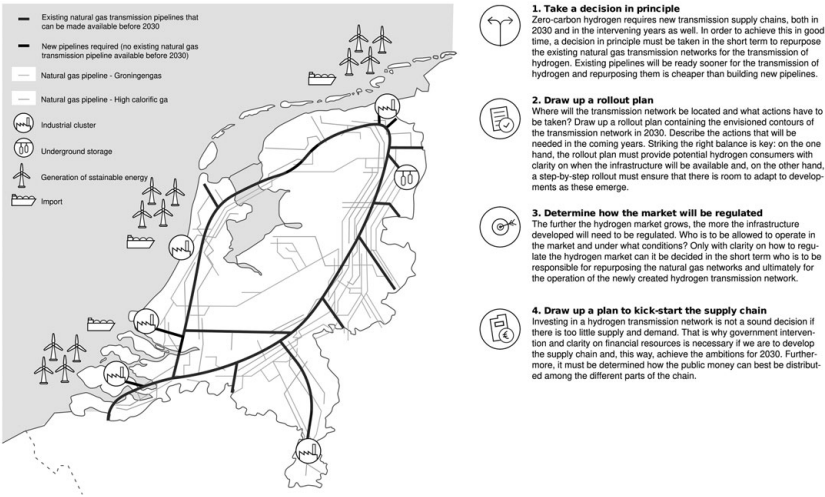 Existing natural gas transmission pipelines that
can be made available before 2030
New pipelines required (no existing natural gas
transmission pipeline available before 2030)
Natural gas pipeline - Groningengas
Natural gas pipeline - High calorific ga
Industrial cluster
Underground storage
Generation of sstainable energy
Import
1. Take a decision in principle
Zero-carbon hydrogen requires new transmission supply chains, both in
2030 and in the intervening years as well. In order to achieve this in good
time, a decision in principle must be taken in the short term to repurpose
the existing natural gas transmission networks for the transmission of
hydrogen. Existing pipelines will be ready sooner for the transmission of
hydrogen and repurposing them is cheaper than building new pipelines.
2. Draw up a rollout plan
Where will the transmission network be located and what actions have to
be taken? Draw up a rollout plan containing the envisioned contours of
the transmission network in 2030. Describe the actions that will be
needed in the coming years. Striking the right balance is key: on the one
hand, the rollout plan must provide potential hydrogen consumers with
clarity on when the infrastructure will be available and, on the other hand,
a step-by-step rollout must ensure that there is room to adapt to develop-
ments as these emerge.
3. Determine how the market will be regulated
The further the hydrogen market grows, the more the infrastructure
developed will need to be regulated. Who is to be allowed to operate in
the market and under what conditions? Only with clarity on how to regu-
late the hydrogen market can it be decided in the short term who is to be
responsible for repurposing the natural gas networks and ultimately for
the operation of the newly created hydrogen transmission network.
4. Draw up a plan to kick-start the supply chain
Investing in a hydrogen transmission network is not a sound decision if
there is too little supply and demand. That is why government interven-
tion and clarity on financial resources is necessary if we are to develop
the supply chain and, this way, achieve the ambitions for 2030. Further-
more, it must be determined how the public money can best be distribut-
ed among the different parts of the chain.